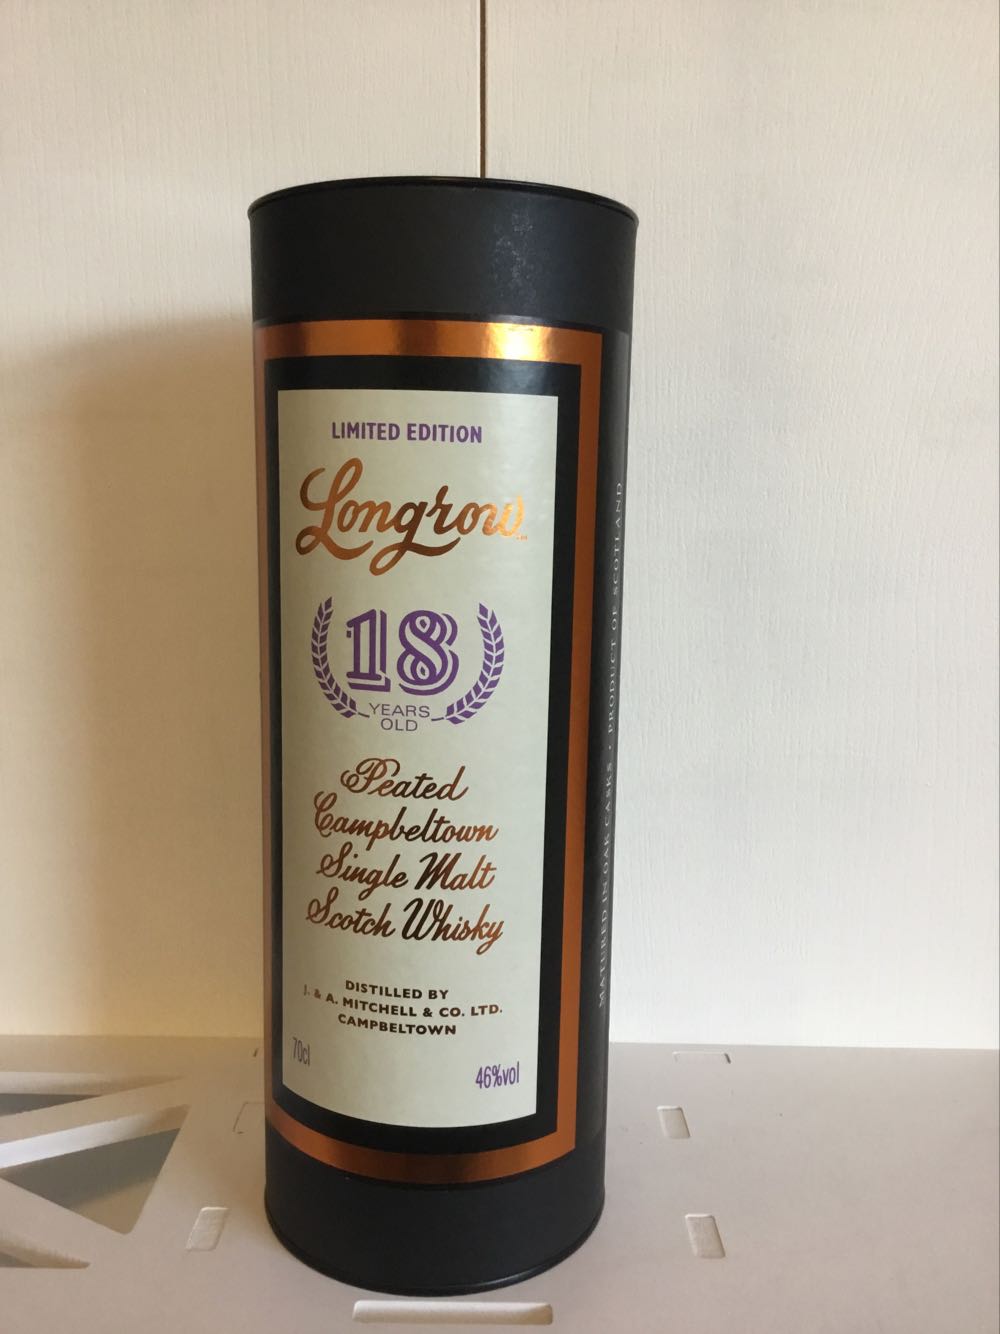 LIMITED EDITION
Longrow
18
YEARS
OLD
Peated
Campbeltown
Single Malt
Scotch Whisky
DISTILLED BY
J. & A. MITCHELL & CO. LTD.
CAMPBELTOWN
70cl
46%vol
MATURED IN OAK CASKS • PRODUCT OF SCOTLAND